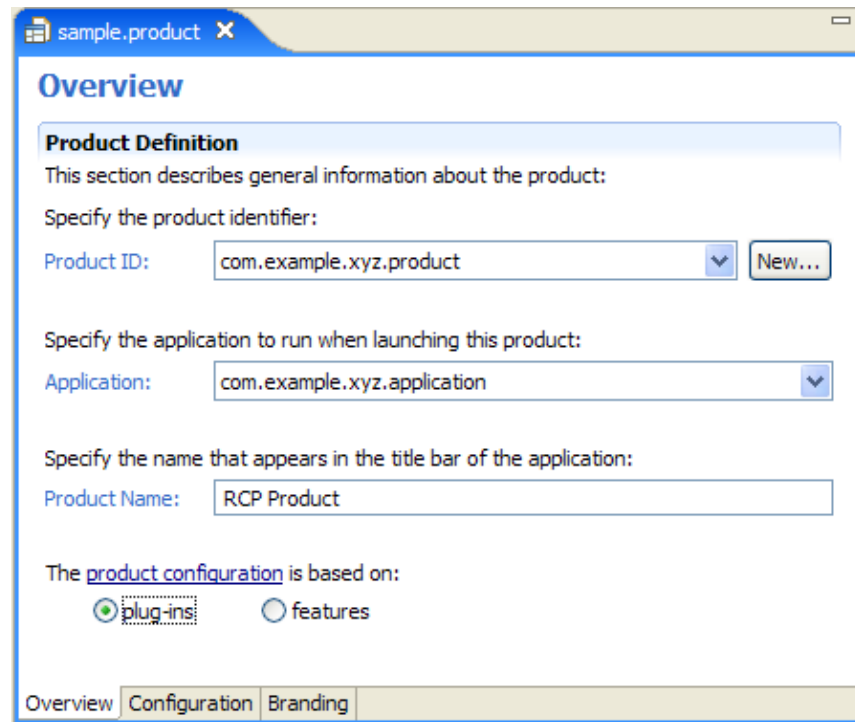 sample.product
Overview
Product Definition
This section describes general information about the product:
Specify the product identifier:
Product ID: com.example.xyz.product New...
Specify the application to run when launching this product:
Application: com.example.xyz.application
Specify the name that appears in the title bar of the application:
Product Name: RCP Product
The product configuration is based on:
plug-ins features
Overview Configuration Branding